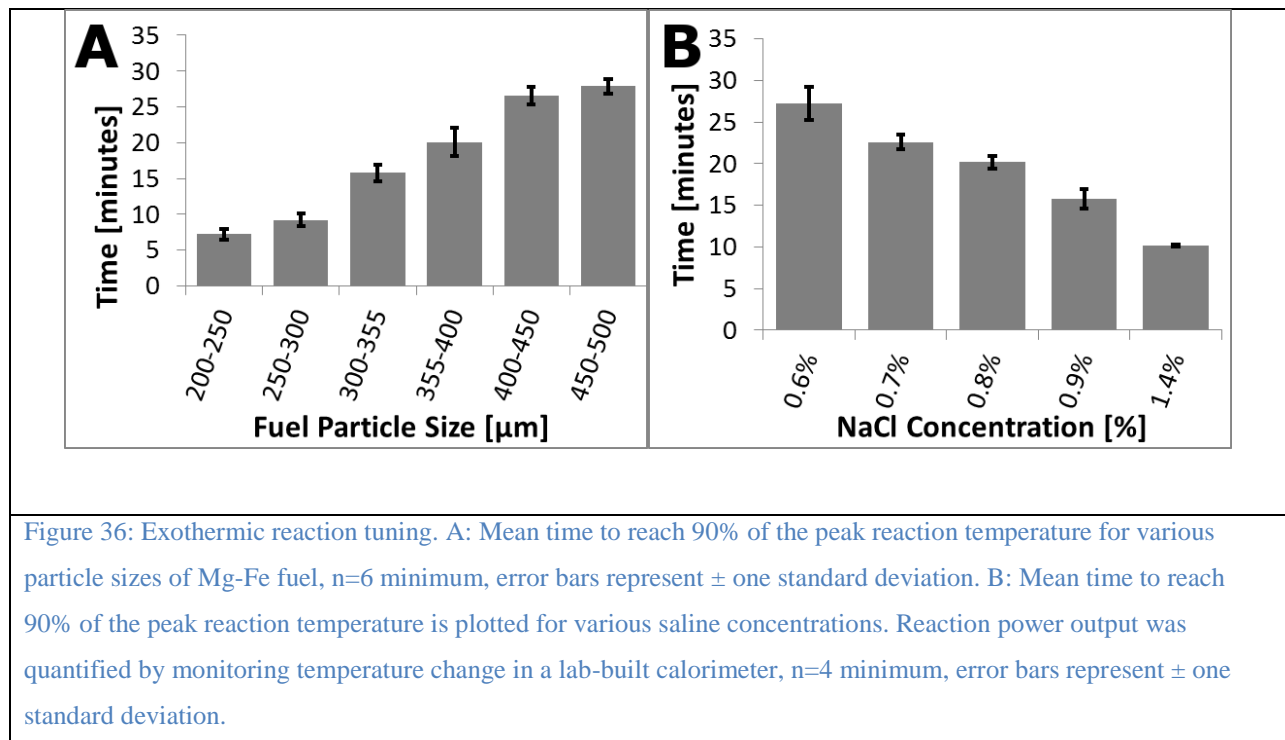 A
35
30
25
20
15
10
5
0
Time [minutes]
200-250
250-300
300-355
355-400
400-450
450-500
Fuel Particle Size [µm]
B
35
30
25
20
15
10
5
0
Time [minutes]
0.6%
0.7%
0.8%
0.9%
1.4%
NaCl Concentration [%]
Figure 36: Exothermic reaction tuning. A: Mean time to reach 90% of the peak reaction temperature for various
particle sizes of Mg-Fe fuel, n=6 minimum, error bars represent ± one standard deviation. B: Mean time to reach
90% of the peak reaction temperature is plotted for various saline concentrations. Reaction power output was
quantified by monitoring temperature change in a lab-built calorimeter, n=4 minimum, error bars represent ± one
standard deviation.